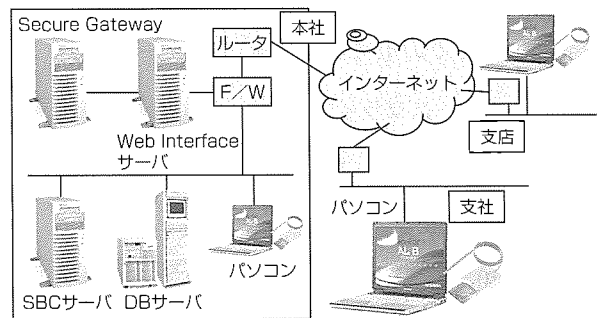 Secure Gateway
本社
ルータ
インターネット
F/W
Web Interface
サーバ
支店
パソコン
支社
パソコン
SBCサーバ
DBサーバ